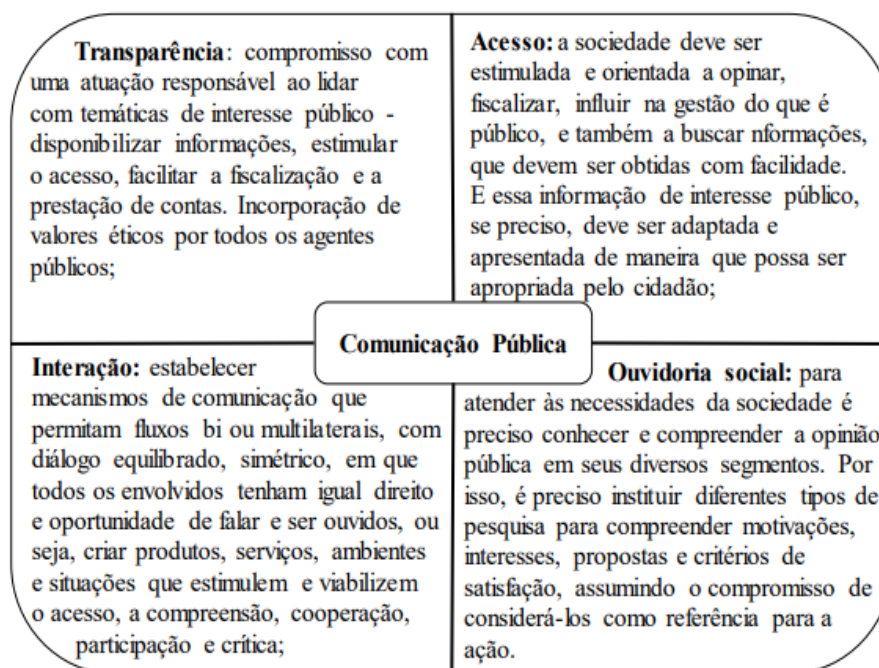 Transparência: compromisso com
uma atuação responsável ao lidar
com temáticas de interesse público -
disponibilizar informações, estimular
o acesso, facilitar a fiscalização e a
prestação de contas. Incorporação de
valores éticos por todos os agentes
públicos;
Acesso: a sociedade deve ser
estimulada e orientada a opinar,
fiscalizar, influir na gestão do que é
público, e também a buscar nformações,
que devem ser obtidas com facilidade.
E essa informação de interesse público,
se preciso, deve ser adaptada e
apresentada de maneira que possa ser
apropriada pelo cidadão;
Comunicação Pública
Interação: estabelecer
mecanismos de comunicação que
permitam fluxos bi ou multilaterais, com
diálogo equilibrado, simétrico, em que
todos os envolvidos tenham igual direito
e oportunidade de falar e ser ouvidos, ou
seja, criar produtos, serviços, ambientes
e situações que estimulem e viabilizem
o acesso, a compreensão, cooperação,
participação e crítica;
Ouvidoria social: para
atender às necessidades da sociedade é
preciso conhecer e compreender a opinião
pública em seus diversos segmentos. Por
isso, é preciso instituir diferentes tipos de
pesquisa para compreender motivações,
interesses, propostas e critérios de
satisfação, assumindo o compromisso de
considerá-los como referência para a
ação.